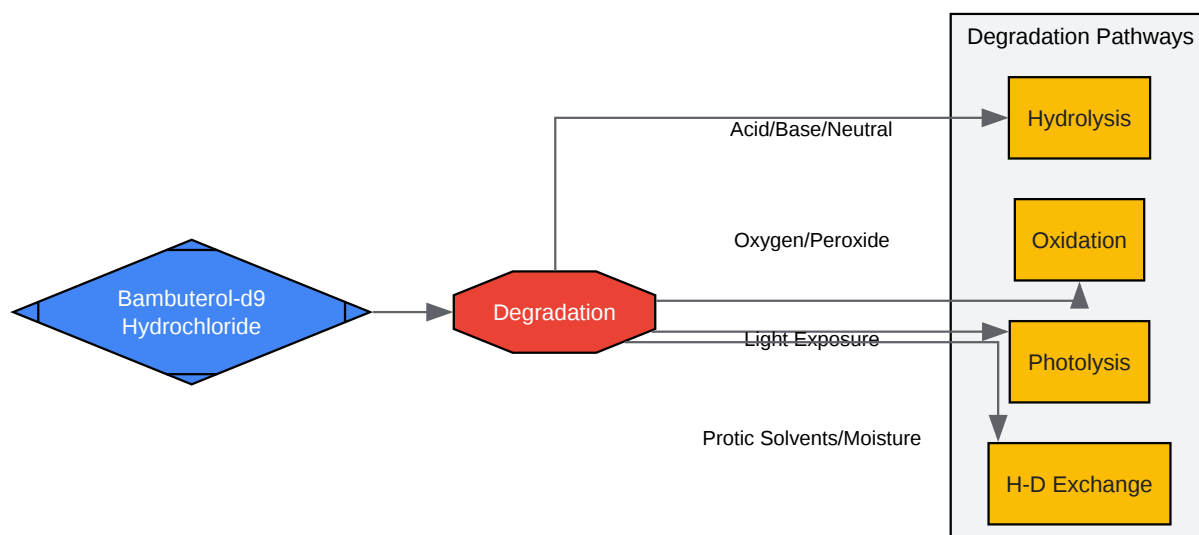 Degradation Pathways
Acid/Base/Neutral
Hydrolysis
Oxygen/Peroxide
Oxidation
Bambuterol-d9
Hydrochloride
Degradation
Light Exposure
Photolysis
Protic Solvents/Moisture
H-D Exchange